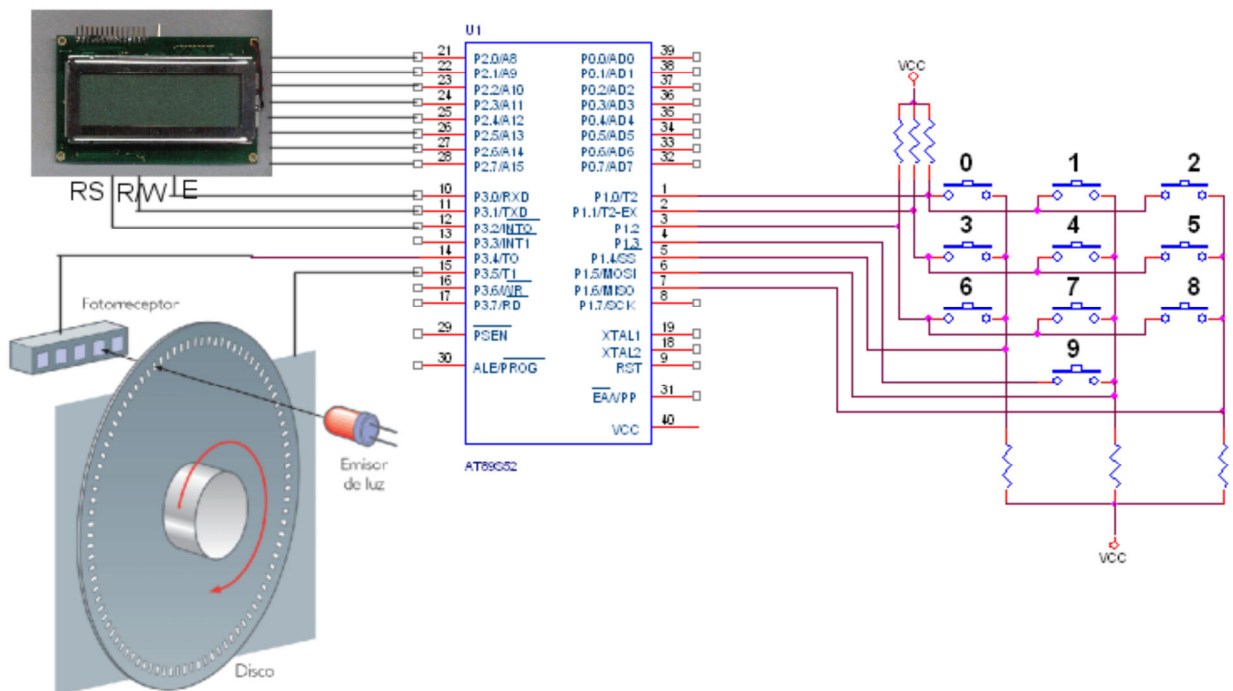 U1
21 P2.0/A8 P0.0/AD0 39
22 P2.1/A9 P0.1/AD1 38
23 P2.2/A10 P0.2/AD2 37
24 P2.3/A11 P0.3/AD3 36
25 P2.4/A12 P0.4/AD4 35
26 P2.5/A13 P0.5/AD5 34
27 P2.6/A14 P0.6/AD6 33
28 P2.7/A15 P0.7/AD7 32
RS R/W E
10 P3.0/RXD P1.0/T2 1
11 P3.1/TXD P1.1/T2-EX 2
12 P3.2/INT0 P1.2 3
13 P3.3/INT1 P1.3 4
14 P3.4/T0 P1.4/SS 5
15 P3.5/T1 P1.5/MOSI 6
16 P3.6/WR P1.6/MISO 7
17 P3.7/RD P1.7/SCK 8
29 PSEN XTAL1 19
XTAL2 18
30 ALE/PROG RST 9
EA/VPP 31
VCC 40
AT89S52
VCC
0 1 2
3 4 5
6 7 8
9
VCC
Fotorreceptor
Emisor
de luz
Disco